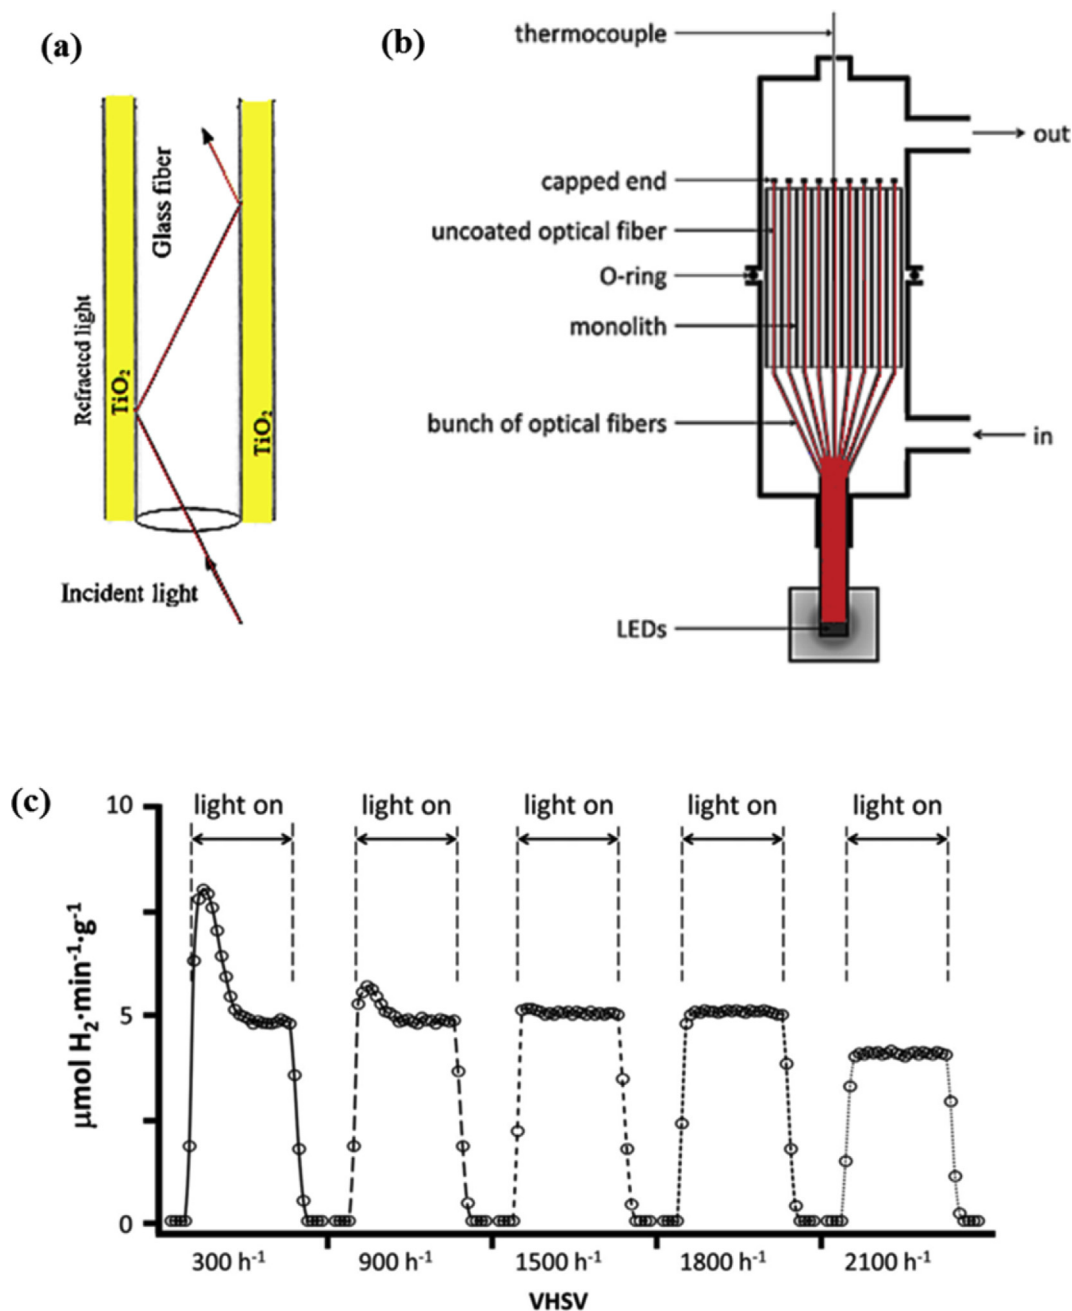 (a)
Glass fiber
Refracted light
TiO₂
TiO₂
Incident light
(b)
thermocouple
out
capped end
uncoated optical fiber
O-ring
monolith
bunch of optical fibers
in
LEDs
(c)
light on light on light on light on light on
10
5
0
μmol H₂·min⁻¹·g⁻¹
300 h⁻¹ 900 h⁻¹ 1500 h⁻¹ 1800 h⁻¹ 2100 h⁻¹
VHSV